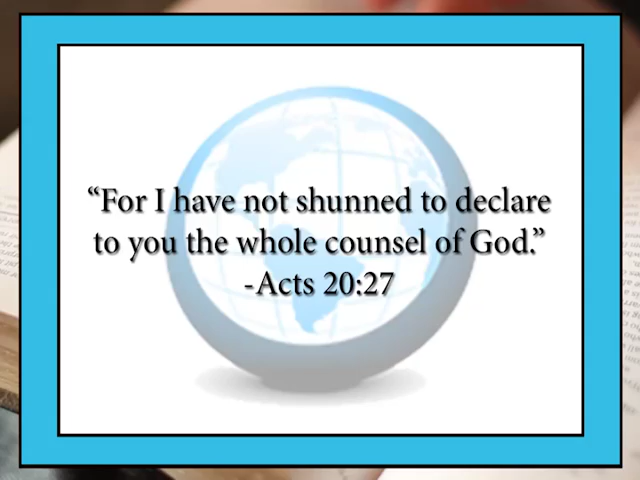 “For I have not shunned to declare
to you the whole counsel of God.”
-Acts 20:27